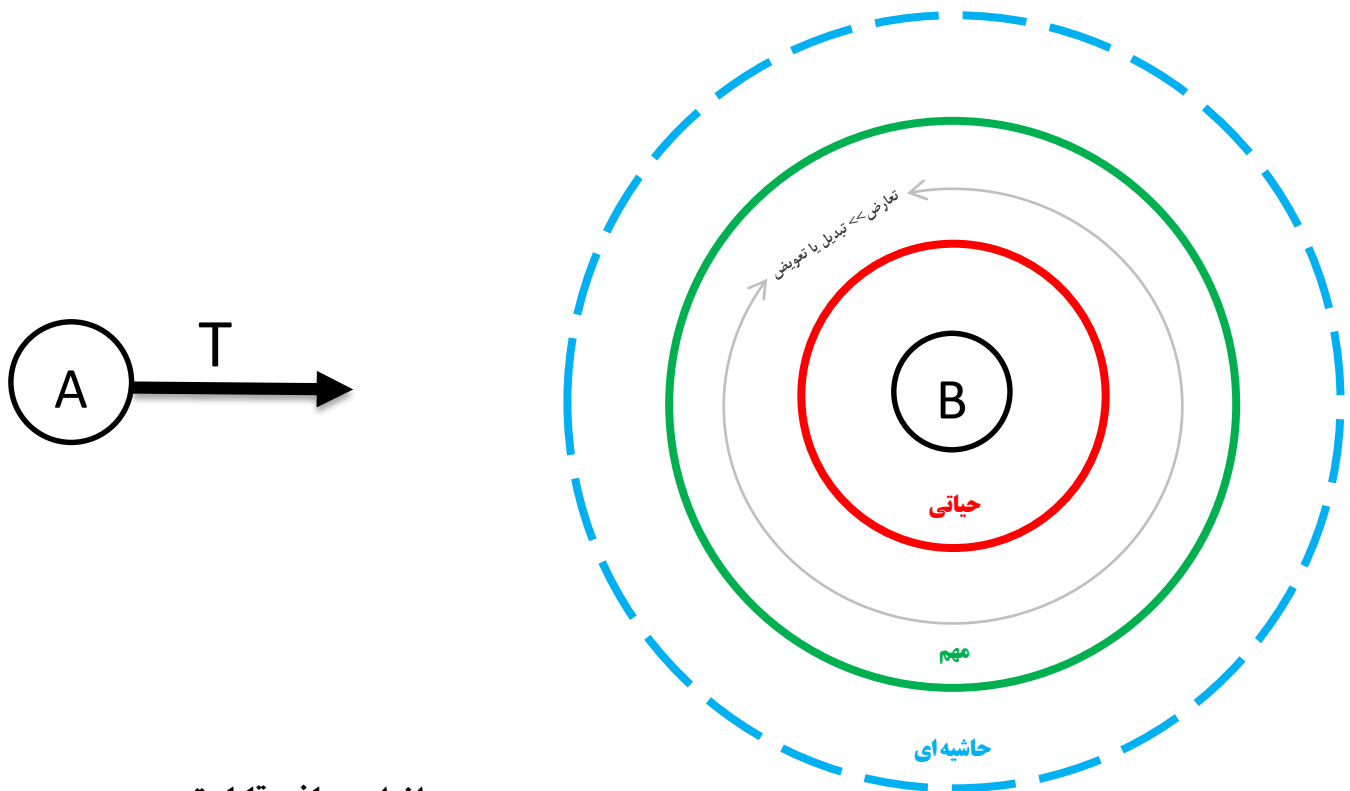 T
A
تعارض>> تبدیل یا تعویض
B
حیاتی
مهم
حاشیه ای